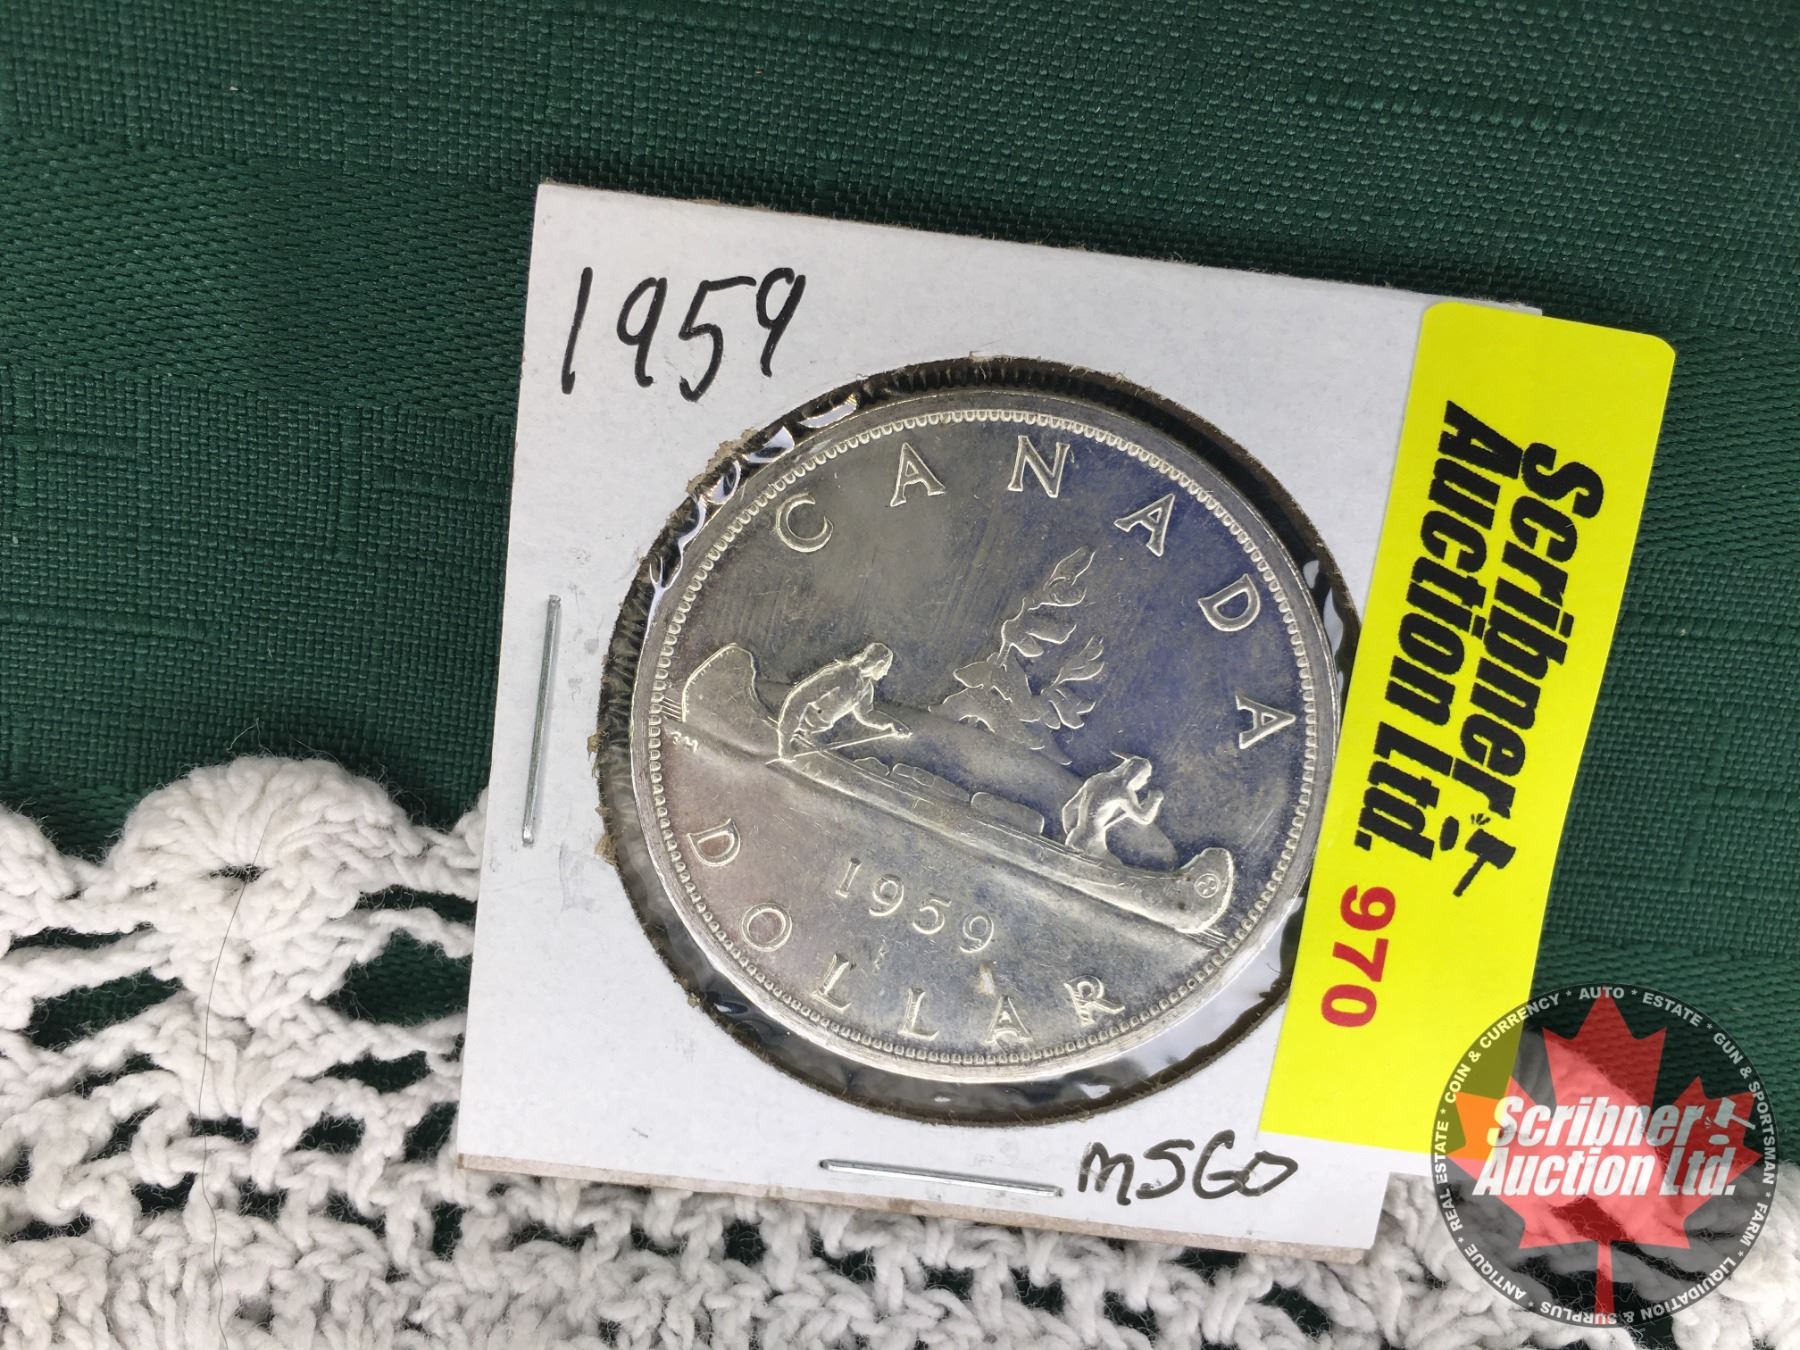 1959
CANADA
1959
DOLLAR
MS60
Scribner
Auction Ltd.
970
Scribner
Auction Ltd.
REAL ESTATE * COIN & CURRENCY * AUTO * ESTATE * GUN & SPORTSMAN * FARM * LIQUIDATION & SURPLUS * ANTIQUE *